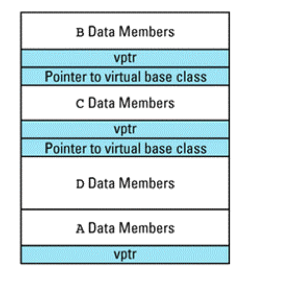 B Data Members
vptr
Pointer to virtual base class
C Data Members
vptr
Pointer to virtual base class
D Data Members
A Data Members
vptr